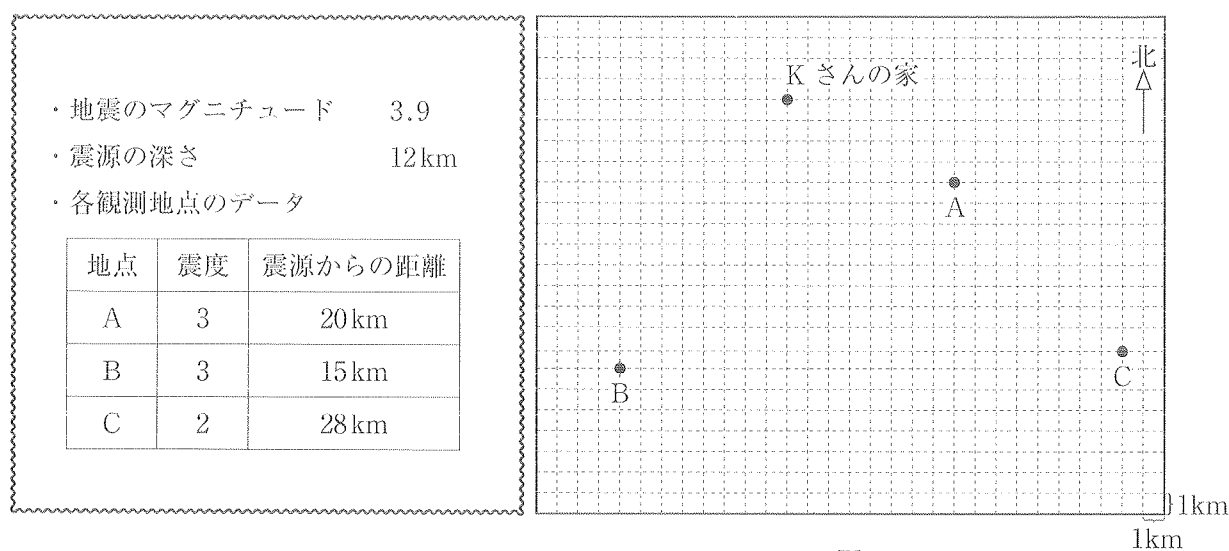 ・地震のマグニチュード 3.9
・震源の深さ 12km
・各観測地点のデータ
地点 震度 震源からの距離
A 3 20km
B 3 15km
C 2 28km
北
Kさんの家
A
B
C
1km
1km